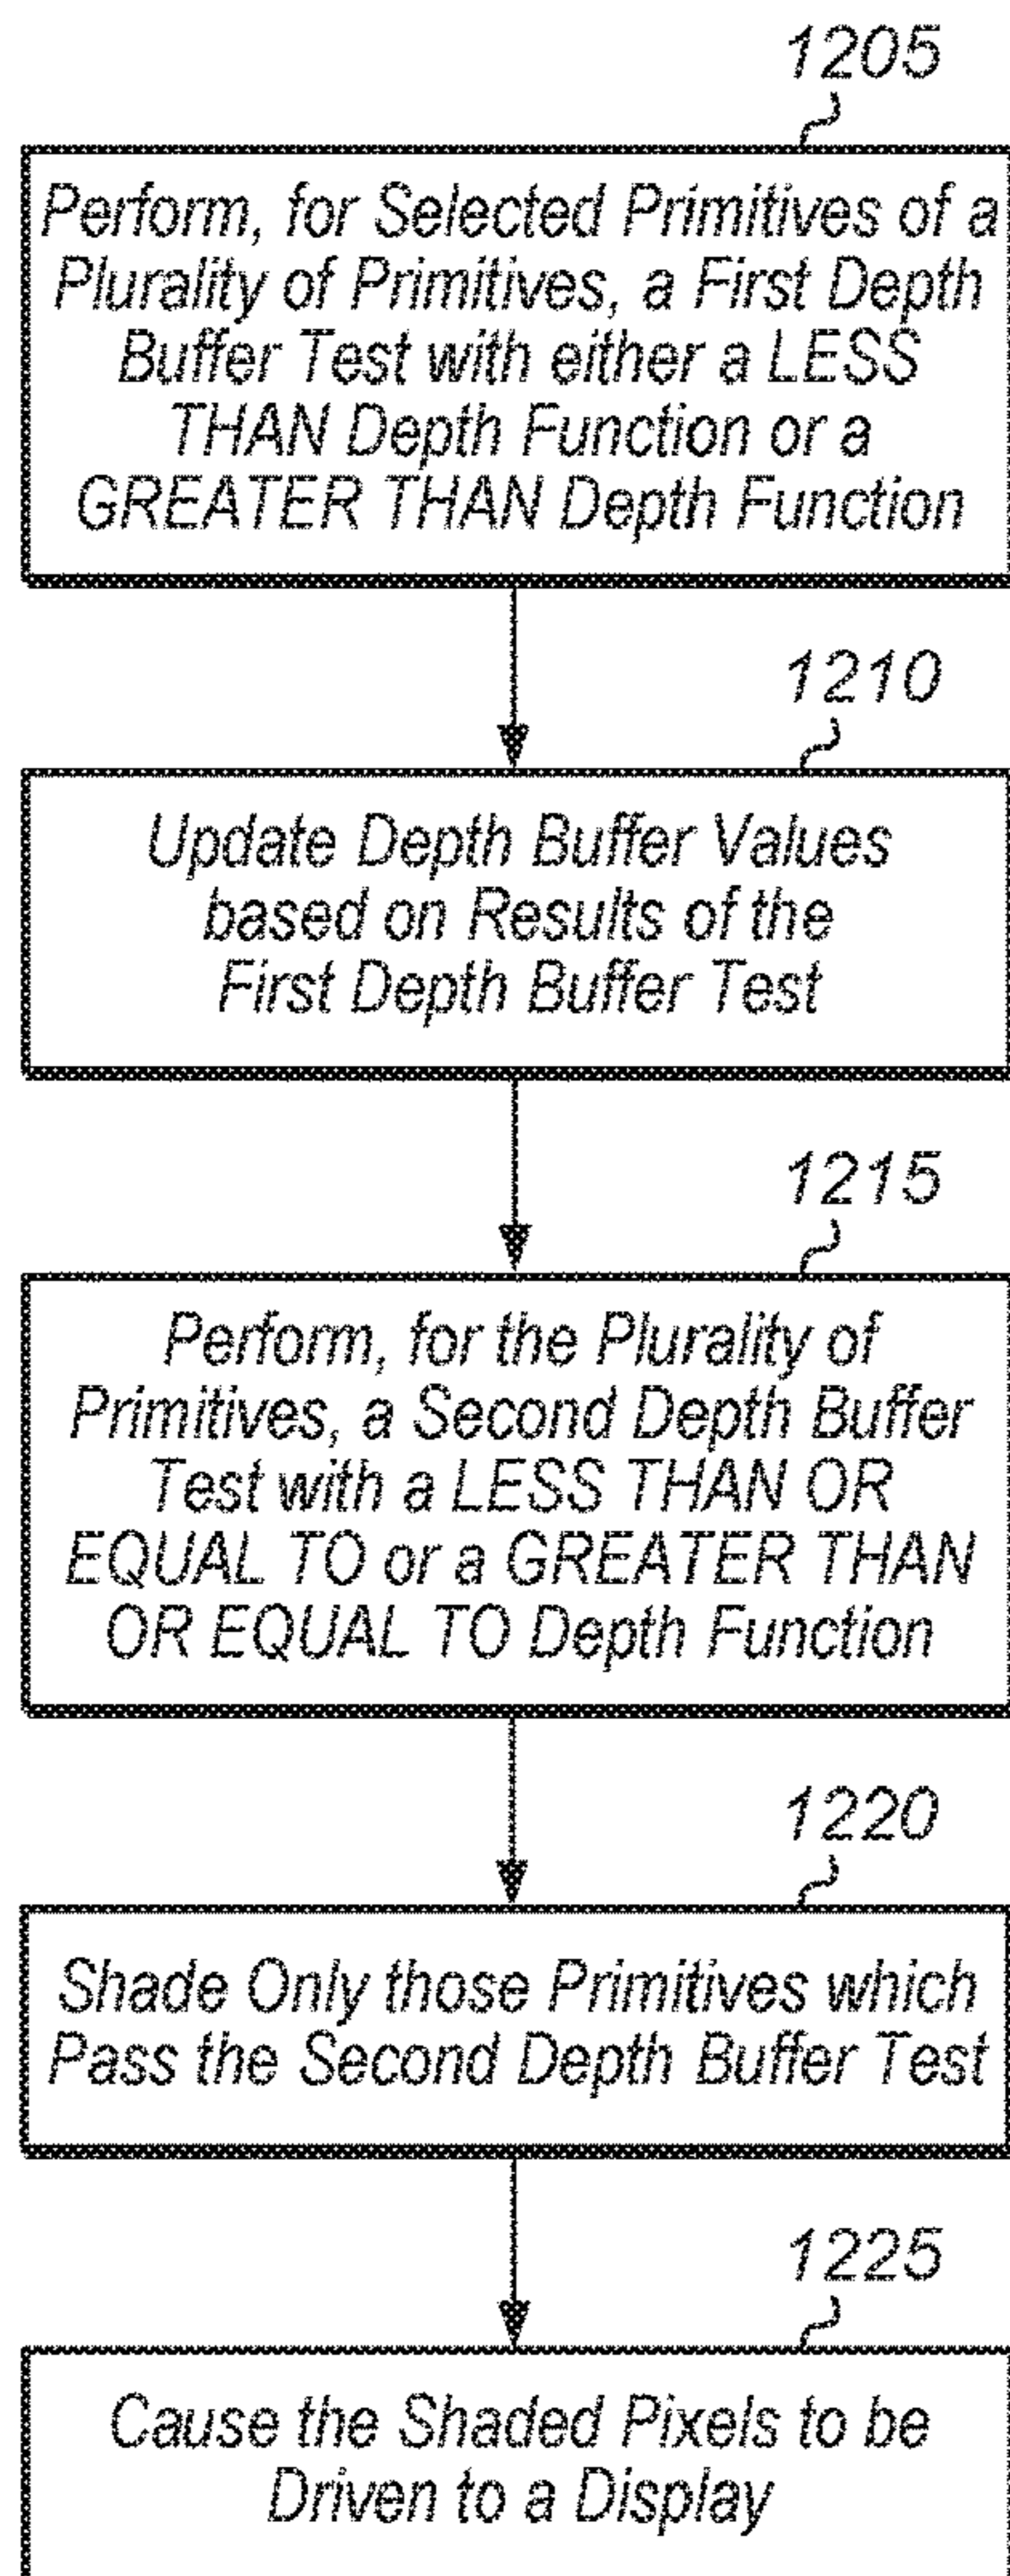 1205
Perform, for Selected Primitives of a
Plurality of Primitives, a First Depth
Buffer Test with either a LESS
THAN Depth Function or a
GREATER THAN Depth Function
1210
Update Depth Buffer Values
based on Results of the
First Depth Buffer Test
1215
Perform, for the Plurality of
Primitives, a Second Depth Buffer
Test with a LESS THAN OR
EQUAL TO or a GREATER THAN
OR EQUAL TO Depth Function
1220
Shade Only those Primitives which
Pass the Second Depth Buffer Test
1225
Cause the Shaded Pixels to be
Driven to a Display